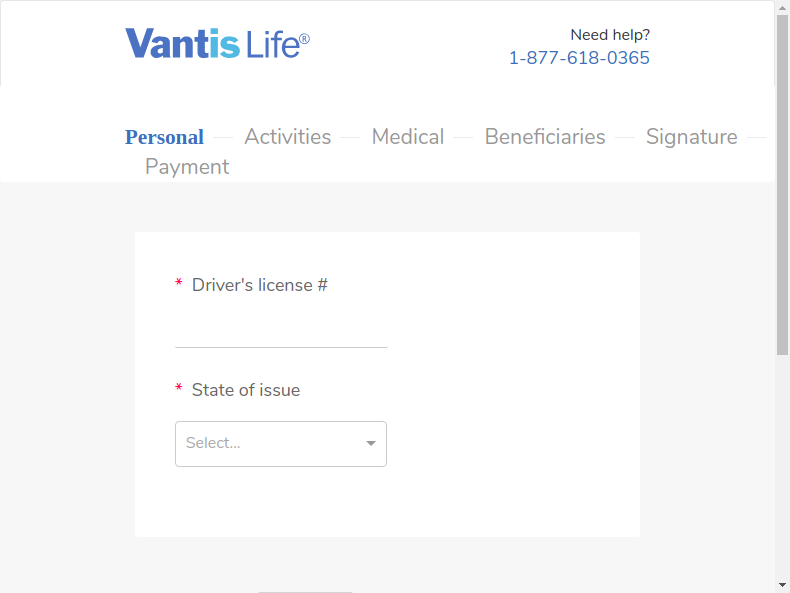 Vantis Life®
Need help?
1-877-618-0365
Personal
Activities
Medical
Beneficiaries
Signature
Payment
* Driver's license #
* State of issue
Select...